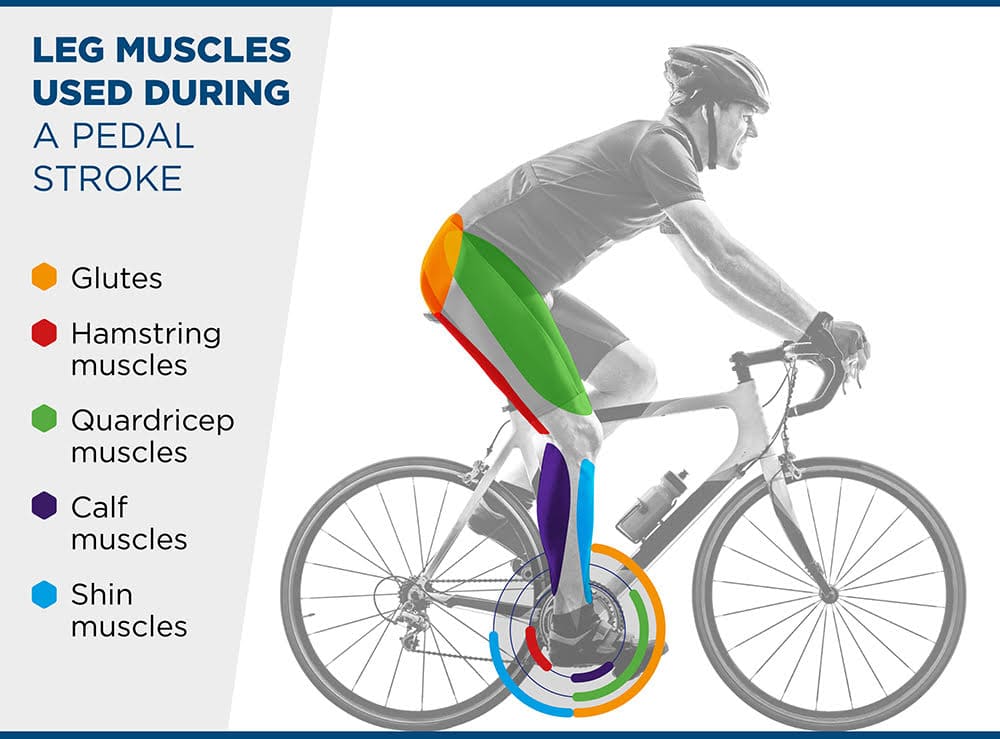 LEG MUSCLES
USED DURING
A PEDAL
STROKE
Glutes
Hamstring
muscles
Quardricep
muscles
Calf
muscles
Shin
muscles